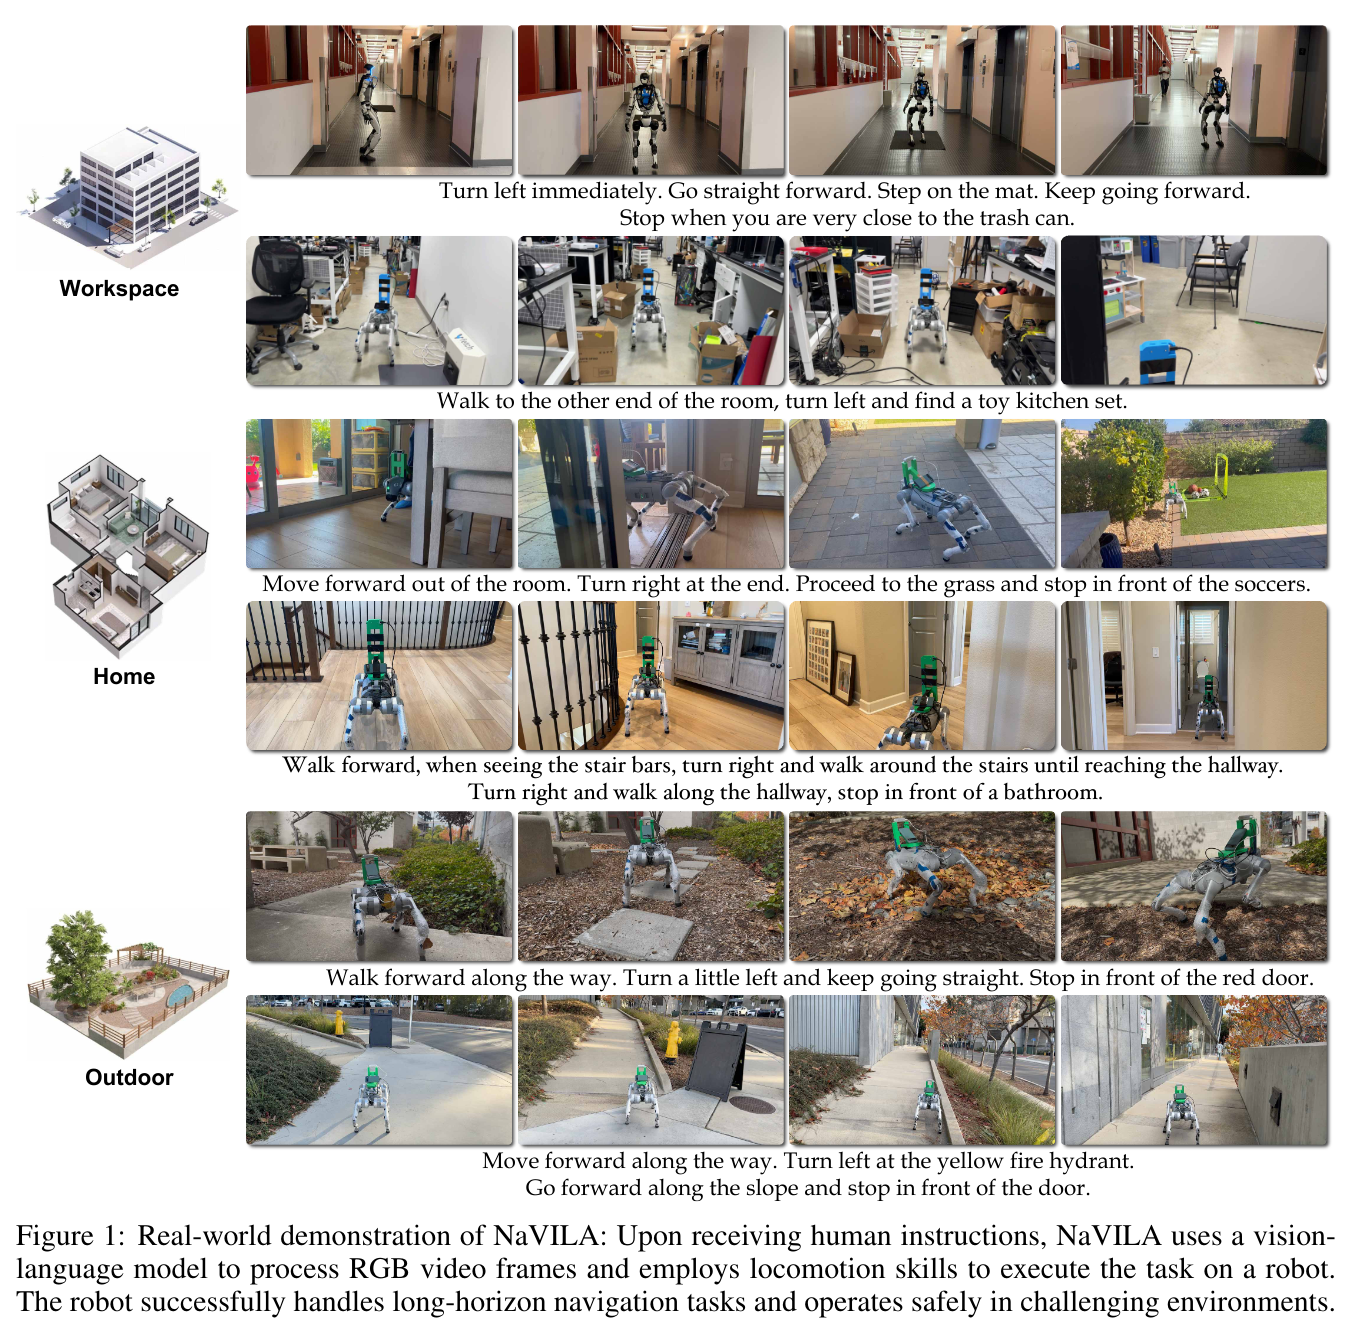 Turn left immediately. Go straight forward. Step on the mat. Keep going forward.
Stop when you are very close to the trash can.
Workspace
Walk to the other end of the room, turn left and find a toy kitchen set.
Move forward out of the room. Turn right at the end. Proceed to the grass and stop in front of the soccers.
Home
Walk forward, when seeing the stair bars, turn right and walk around the stairs until reaching the hallway.
Turn right and walk along the hallway, stop in front of a bathroom.
Walk forward along the way. Turn a little left and keep going straight. Stop in front of the red door.
Outdoor
Move forward along the way. Turn left at the yellow fire hydrant.
Go forward along the slope and stop in front of the door.
Figure 1: Real-world demonstration of NaVILA: Upon receiving human instructions, NaVILA uses a vision-
language model to process RGB video frames and employs locomotion skills to execute the task on a robot.
The robot successfully handles long-horizon navigation tasks and operates safely in challenging environments.